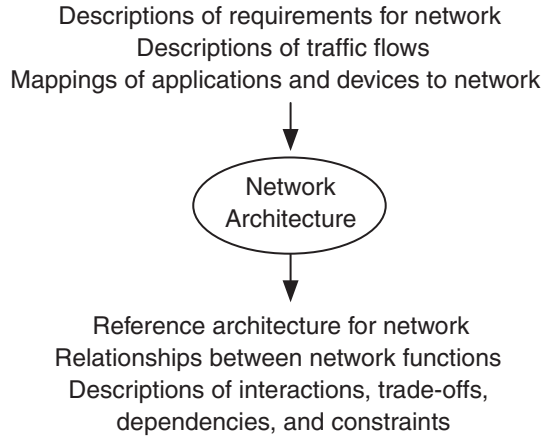 Descriptions of requirements for network
Descriptions of traffic flows
Mappings of applications and devices to network
Network
Architecture
Reference architecture for network
Relationships between network functions
Descriptions of interactions, trade-offs,
dependencies, and constraints